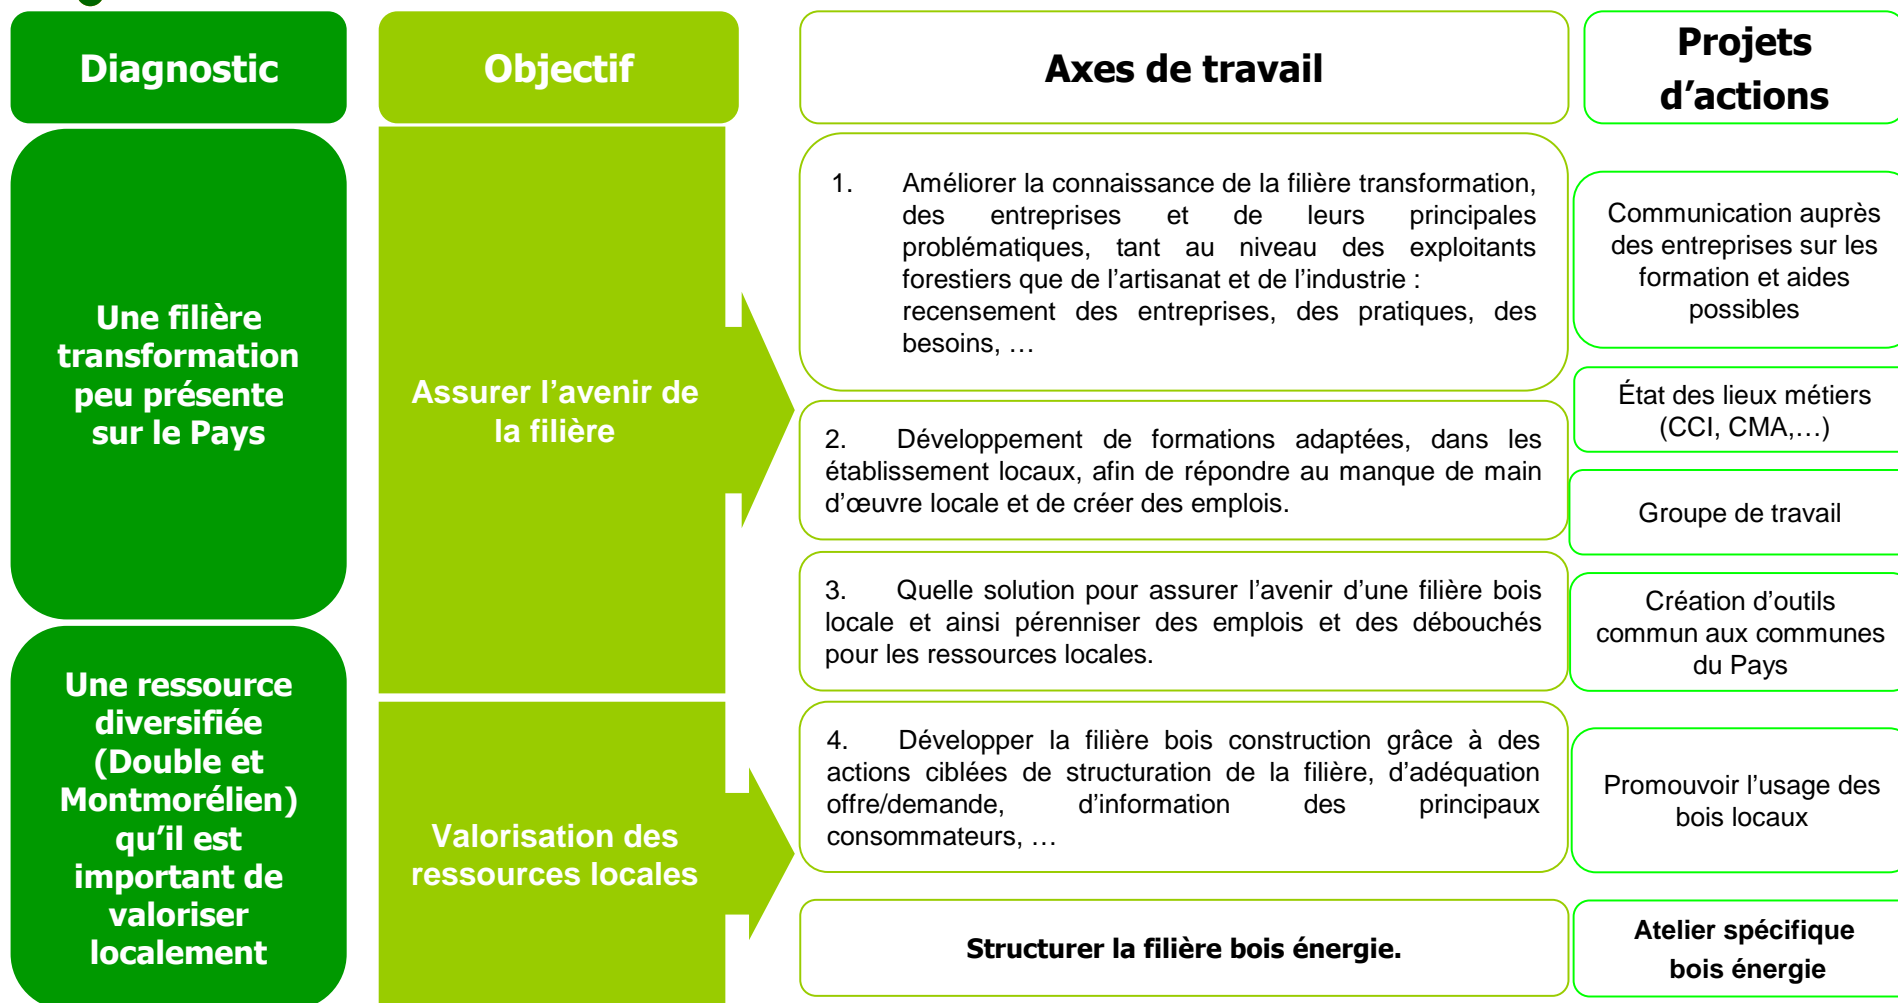 Diagnostic
Objectif
Axes de travail
Projets
d’actions
Une filière
transformation
peu présente
sur le Pays
Une ressource
diversifiée
(Double et
Montmorélien)
qu’il est
important de
valoriser
localement
Assurer l’avenir de
la filière
Valorisation des
ressources locales
1. Améliorer la connaissance de la filière transformation,
des entreprises et de leurs principales
problématiques, tant au niveau des exploitants
forestiers que de l’artisanat et de l’industrie :
recensement des entreprises, des pratiques, des
besoins, …
2. Développement de formations adaptées, dans les
établissement locaux, afin de répondre au manque de main
d’œuvre locale et de créer des emplois.
3. Quelle solution pour assurer l’avenir d’une filière bois
locale et ainsi pérenniser des emplois et des débouchés
pour les ressources locales.
4. Développer la filière bois construction grâce à des
actions ciblées de structuration de la filière, d’adéquation
offre/demande, d’information des principaux
consommateurs, …
Structurer la filière bois énergie.
Communication auprès
des entreprises sur les
formation et aides
possibles
État des lieux métiers
(CCI, CMA,…)
Groupe de travail
Création d’outils
commun aux communes
du Pays
Promouvoir l’usage des
bois locaux
Atelier spécifique
bois énergie